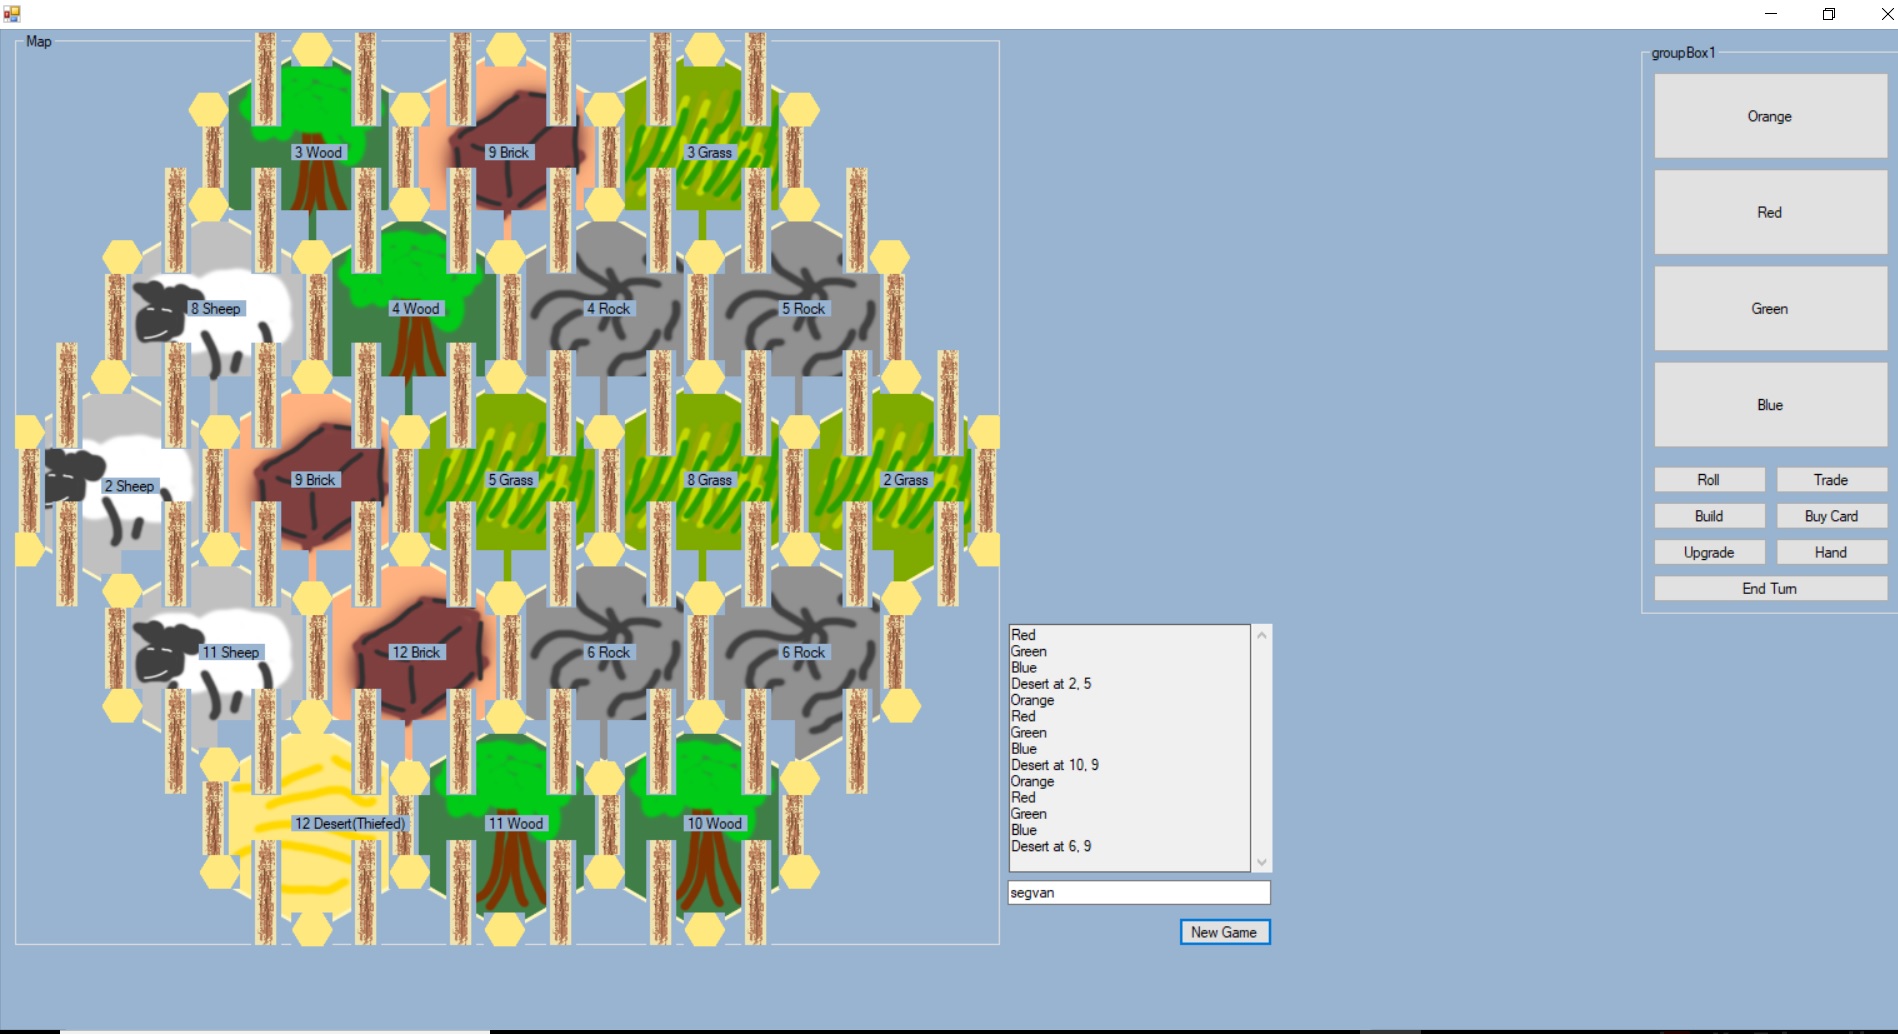 Map
3 Wood
9 Brick
3 Grass
8 Sheep
4 Wood
4 Rock
5 Rock
2 Sheep
9 Brick
5 Grass
8 Grass
2 Grass
11 Sheep
12 Brick
6 Rock
6 Rock
12 Desert(Thiefed)
11 Wood
10 Wood
Red
Green
Blue
Desert at 2, 5
Orange
Red
Green
Blue
Desert at 10, 9
Orange
Red
Green
Blue
Desert at 6, 9
segvan
New Game
groupBox1
Orange
Red
Green
Blue
Roll
Trade
Build
Buy Card
Upgrade
Hand
End Turn